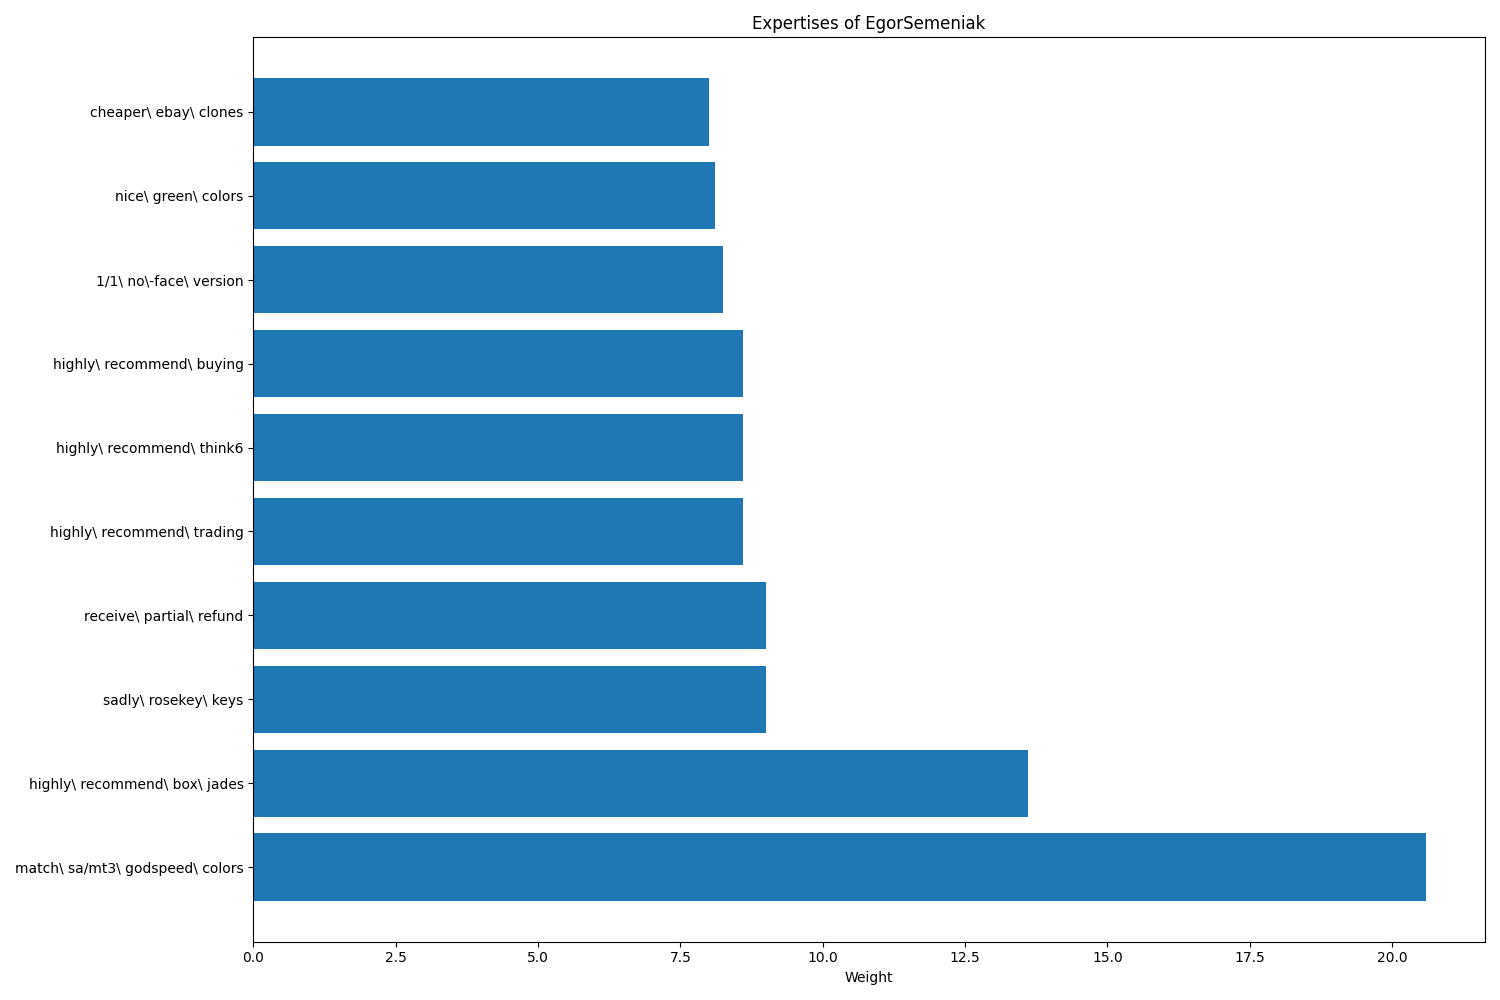 Expertises of EgorSemeniak
cheaper\ ebay\ clones
nice\ green\ colors
1/1\ no\-face\ version
highly\ recommend\ buying
highly\ recommend\ think6
highly\ recommend\ trading
receive\ partial\ refund
sadly\ rosekey\ keys
highly\ recommend\ box\ jades
match\ sa/mt3\ godspeed\ colors
0.0 2.5 5.0 7.5 10.0 12.5 15.0 17.5 20.0
Weight